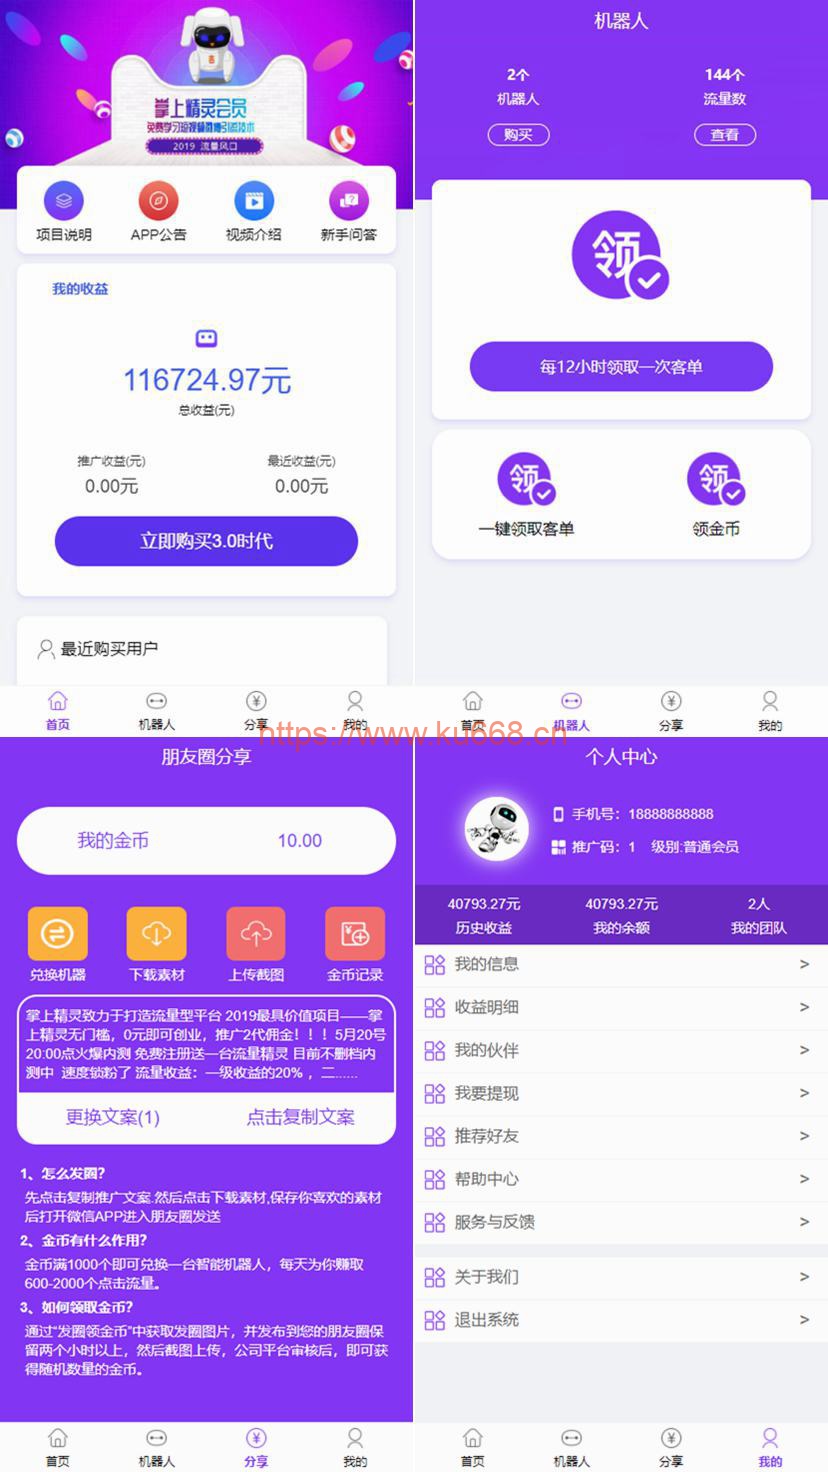 掌上精灵会员
免费学习短视频微博引流技术
2019 流量风口
项目说明
APP公告
视频介绍
新手问答
我的收益
116724.97元
总收益(元)
推广收益(元)
最近收益(元)
0.00元
0.00元
立即购买3.0时代
最近购买用户
首页
机器人
分享
我的
机器人
2个
144个
机器人
流量数
购买
查看
领
每12小时领取一次客单
领
领
一键领取客单
领金币
首页
机器人
分享
我的
https://www.ku668.cn
朋友圈分享
我的金币
10.00
兑换机器
下载素材
上传截图
金币记录
掌上精灵致力于打造流量型平台 2019最具价值项目——掌
上精灵无门槛，0元即可创业，推广2代佣金！！！5月20号
20:00点火爆内测 免费注册送一台流量精灵 目前不删档内
测中 速度锁粉了 流量收益：一级收益的20% ，二......
更换文案(1)
点击复制文案
1、怎么发圈?
先点击复制推广文案.然后点击下载素材,保存你喜欢的素材
后打开微信APP进入朋友圈发送
2、金币有什么作用?
金币满1000个即可兑换一台智能机器人，每天为你赚取
600-2000个点击流量。
3、如何领取金币?
通过“发圈领金币”中获取发圈图片，并发布到您的朋友圈保
留两个小时以上，然后截图上传，公司平台审核后，即可获
得随机数量的金币。
首页
机器人
分享
我的
个人中心
手机号：18888888888
推广码：1 级别:普通会员
40793.27元
40793.27元
2人
历史收益
我的余额
我的团队
我的信息 >
收益明细 >
我的伙伴 >
我要提现 >
推荐好友 >
帮助中心 >
服务与反馈 >
关于我们 >
退出系统 >
首页
机器人
分享
我的